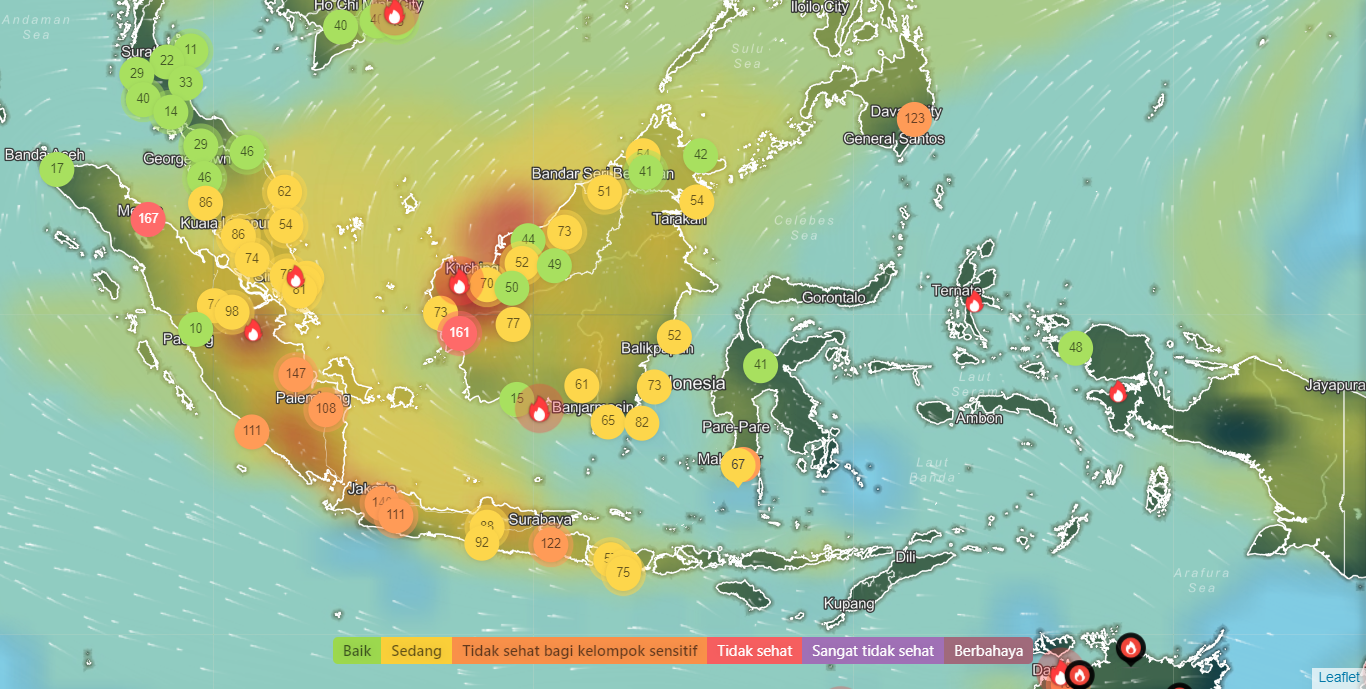 Ho Chi Minh City
Iloilo City
Andaman
Sea
40
Sulu
Sea
11
22
29
33
40
14
Davao City
123
General Santos
29
46
George Town
Banda Aceh
17
46
42
41
Bandar Seri Begawan
62
51
54
86
167
Kuala Lumpur
54
Tarakan
Celebes
Sea
86
73
44
74
52
49
Kuching
70
50
81
Ternate
Gorontalo
98
73
77
10
Padang
161
52
Balikpapan
48
41
147
Laut
Seram
Indonesia
61
73
Jayapura
Palembang
15
108
Banjarmasin
65
82
Ambon
111
Pare-Pare
67
Laut
Banda
Jakarta
111
Surabaya
88
92
122
75
Dili
Arafura
Sea
Kupang
Baik Sedang Tidak sehat bagi kelompok sensitif Tidak sehat Sangat tidak sehat Berbahaya
Leaflet